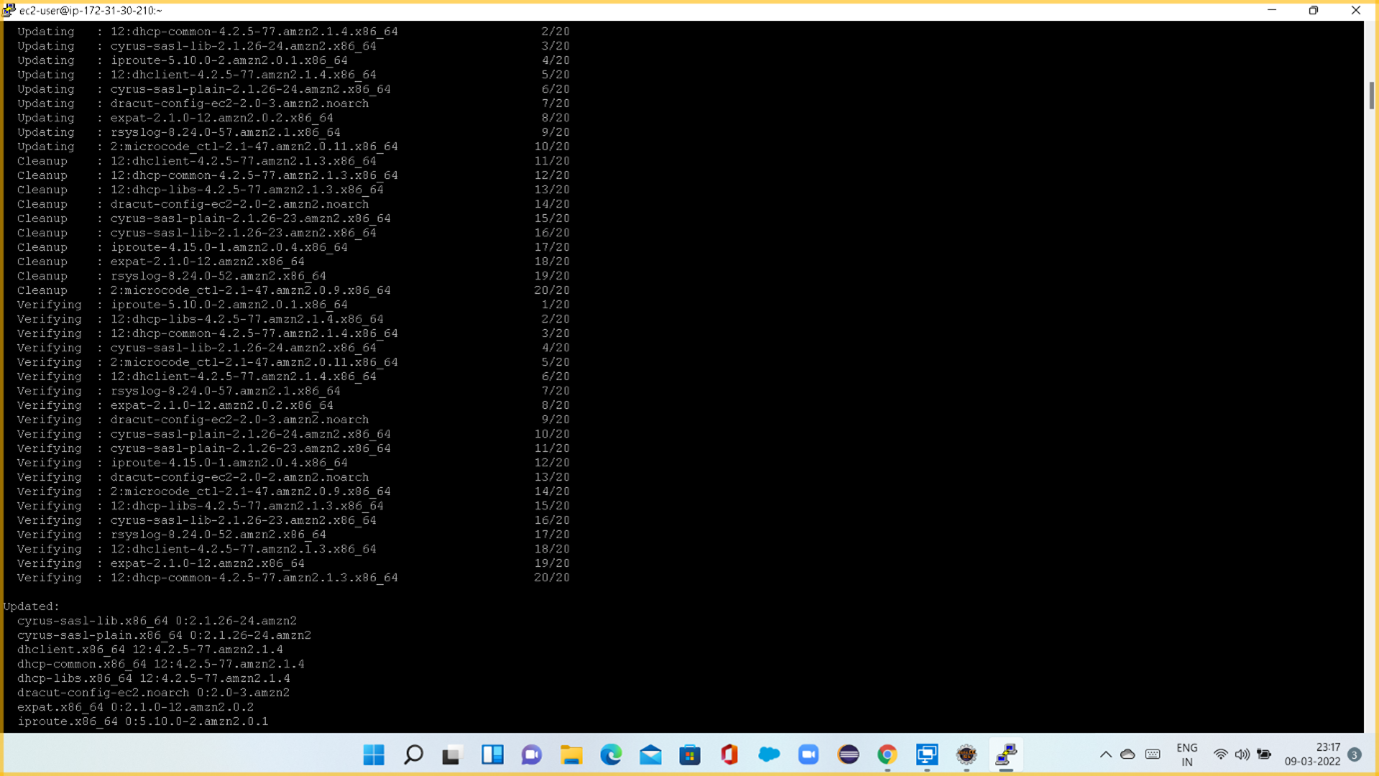 ec2-user@ip-172-31-30-210:~
Updating : 12:dhcp-common-4.2.5-77.amzn2.1.4.x86_64 2/20
Updating : cyrus-sasl-lib-2.1.26-24.amzn2.x86_64 3/20
Updating : iproute-5.10.0-2.amzn2.0.1.x86_64 4/20
Updating : 12:dhclient-4.2.5-77.amzn2.1.4.x86_64 5/20
Updating : cyrus-sasl-plain-2.1.26-24.amzn2.x86_64 6/20
Updating : dracut-config-ec2-2.0-3.amzn2.noarch 7/20
Updating : expat-2.1.0-12.amzn2.0.2.x86_64 8/20
Updating : rsyslog-8.24.0-57.amzn2.1.x86_64 9/20
Updating : 2:microcode_ctl-2.1-47.amzn2.0.11.x86_64 10/20
Cleanup : 12:dhclient-4.2.5-77.amzn2.1.3.x86_64 11/20
Cleanup : 12:dhcp-common-4.2.5-77.amzn2.1.3.x86_64 12/20
Cleanup : 12:dhcp-libs-4.2.5-77.amzn2.1.3.x86_64 13/20
Cleanup : dracut-config-ec2-2.0-2.amzn2.noarch 14/20
Cleanup : cyrus-sasl-plain-2.1.26-23.amzn2.x86_64 15/20
Cleanup : cyrus-sasl-lib-2.1.26-23.amzn2.x86_64 16/20
Cleanup : iproute-4.15.0-1.amzn2.0.4.x86_64 17/20
Cleanup : expat-2.1.0-12.amzn2.x86_64 18/20
Cleanup : rsyslog-8.24.0-52.amzn2.x86_64 19/20
Cleanup : 2:microcode_ctl-2.1-47.amzn2.0.9.x86_64 20/20
Verifying : iproute-5.10.0-2.amzn2.0.1.x86_64 1/20
Verifying : 12:dhcp-libs-4.2.5-77.amzn2.1.4.x86_64 2/20
Verifying : 12:dhcp-common-4.2.5-77.amzn2.1.4.x86_64 3/20
Verifying : cyrus-sasl-lib-2.1.26-24.amzn2.x86_64 4/20
Verifying : 2:microcode_ctl-2.1-47.amzn2.0.11.x86_64 5/20
Verifying : 12:dhclient-4.2.5-77.amzn2.1.4.x86_64 6/20
Verifying : rsyslog-8.24.0-57.amzn2.1.x86_64 7/20
Verifying : expat-2.1.0-12.amzn2.0.2.x86_64 8/20
Verifying : dracut-config-ec2-2.0-3.amzn2.noarch 9/20
Verifying : cyrus-sasl-plain-2.1.26-24.amzn2.x86_64 10/20
Verifying : cyrus-sasl-plain-2.1.26-23.amzn2.x86_64 11/20
Verifying : iproute-4.15.0-1.amzn2.0.4.x86_64 12/20
Verifying : dracut-config-ec2-2.0-2.amzn2.noarch 13/20
Verifying : 2:microcode_ctl-2.1-47.amzn2.0.9.x86_64 14/20
Verifying : 12:dhcp-libs-4.2.5-77.amzn2.1.3.x86_64 15/20
Verifying : cyrus-sasl-lib-2.1.26-23.amzn2.x86_64 16/20
Verifying : rsyslog-8.24.0-52.amzn2.x86_64 17/20
Verifying : 12:dhclient-4.2.5-77.amzn2.1.3.x86_64 18/20
Verifying : expat-2.1.0-12.amzn2.x86_64 19/20
Verifying : 12:dhcp-common-4.2.5-77.amzn2.1.3.x86_64 20/20
Updated:
cyrus-sasl-lib.x86_64 0:2.1.26-24.amzn2
cyrus-sasl-plain.x86_64 0:2.1.26-24.amzn2
dhclient.x86_64 12:4.2.5-77.amzn2.1.4
dhcp-common.x86_64 12:4.2.5-77.amzn2.1.4
dhcp-libs.x86_64 12:4.2.5-77.amzn2.1.4
dracut-config-ec2.noarch 0:2.0-3.amzn2
expat.x86_64 0:2.1.0-12.amzn2.0.2
iproute.x86_64 0:5.10.0-2.amzn2.0.1
ENG 23:17
IN 09-03-2022 3